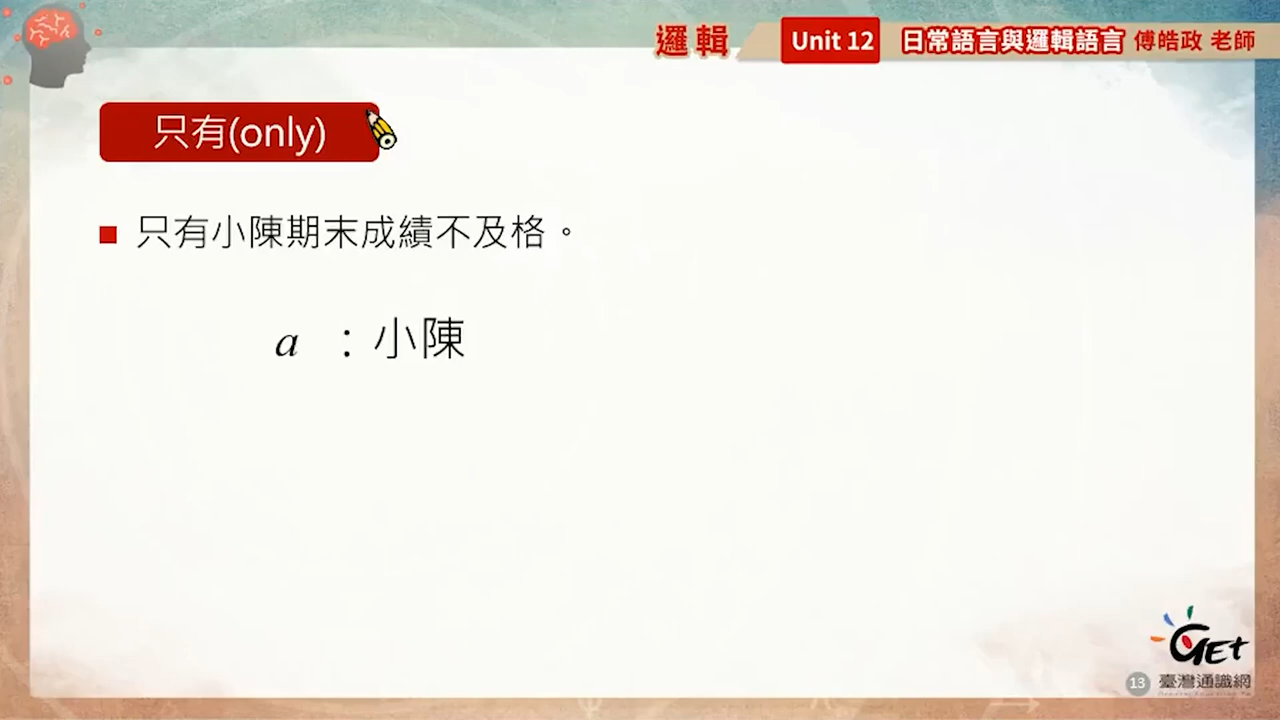 邏輯 Unit 12 日常語言與邏輯語言 傅皓政 老師
只有(only)
只有小陳期末成績不及格。
a ：小陳
GEt
13 臺灣通識網